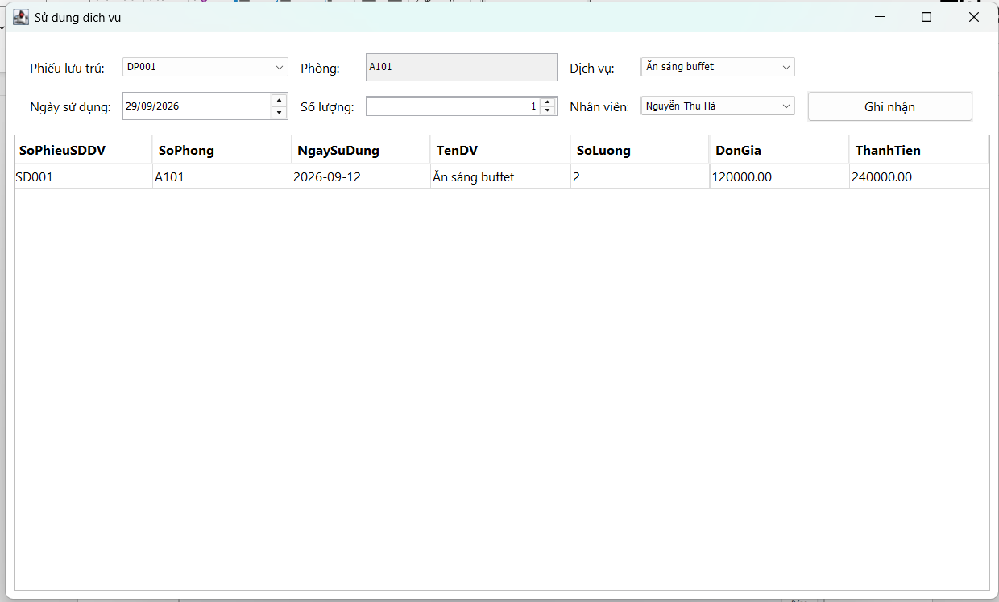 Sử dụng dịch vụ
Phiếu lưu trú: DP001 Phòng: A101 Dịch vụ: Ăn sáng buffet
Ngày sử dụng: 29/09/2026 Số lượng: 1 Nhân viên: Nguyễn Thu Hà Ghi nhận
SoPhieuSDDV SoPhong NgaySuDung TenDV SoLuong DonGia ThanhTien
SD001 A101 2026-09-12 Ăn sáng buffet 2 120000.00 240000.00